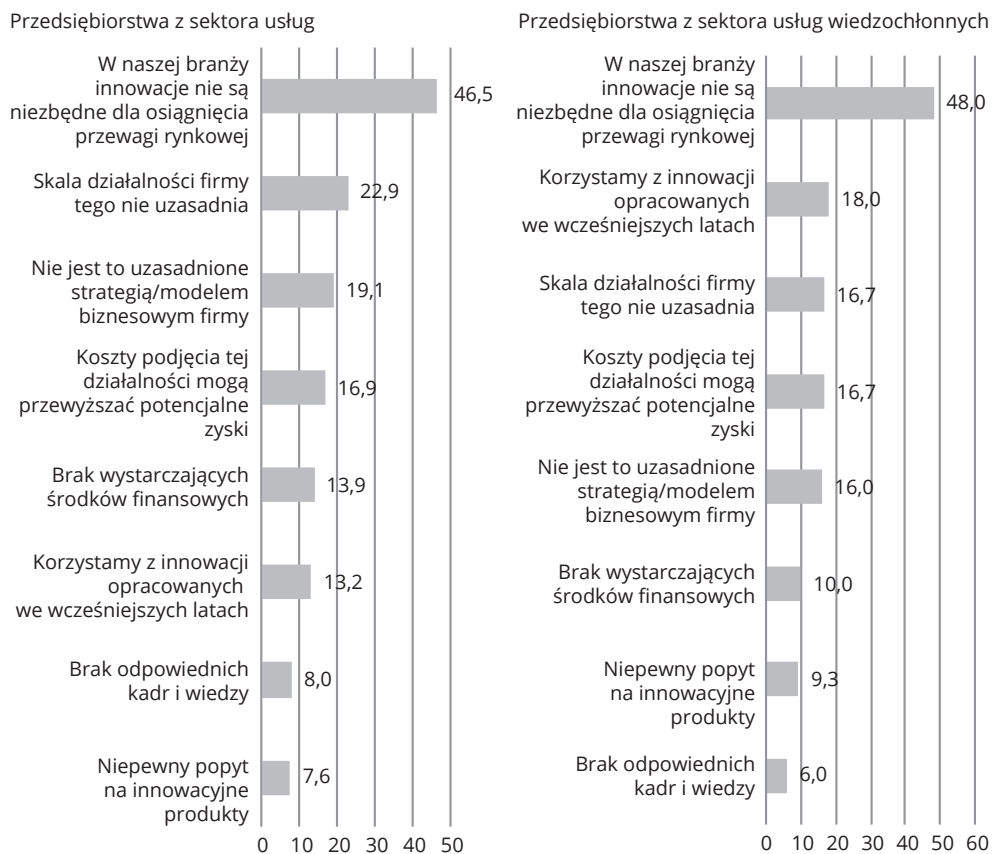 Przedsiębiorstwa z sektora usług
W naszej branży
innowacje nie są
niezbędne dla osiągnięcia
przewagi rynkowej
46,5
Skala działalności firmy
tego nie uzasadnia
22,9
Nie jest to uzasadnione
strategią/modelem
biznesowym firmy
19,1
Koszty podjęcia tej
działalności mogą
przewyższać potencjalne
zyski
16,9
Brak wystarczających
środków finansowych
13,9
Korzystamy z innowacji
opracowanych
we wcześniejszych latach
13,2
Brak odpowiednich
kadr i wiedzy
8,0
Niepewny popyt
na innowacyjne
produkty
7,6
0 10 20 30 40 50
Przedsiębiorstwa z sektora usług wiedzochłonnych
W naszej branży
innowacje nie są
niezbędne dla osiągnięcia
przewagi rynkowej
48,0
Korzystamy z innowacji
opracowanych
we wcześniejszych latach
18,0
Skala działalności firmy
tego nie uzasadnia
16,7
Koszty podjęcia tej
działalności mogą
przewyższać potencjalne
zyski
16,7
Nie jest to uzasadnione
strategią/modelem
biznesowym firmy
16,0
Brak wystarczających
środków finansowych
10,0
Niepewny popyt
na innowacyjne
produkty
9,3
Brak odpowiednich
kadr i wiedzy
6,0
0 10 20 30 40 50 60